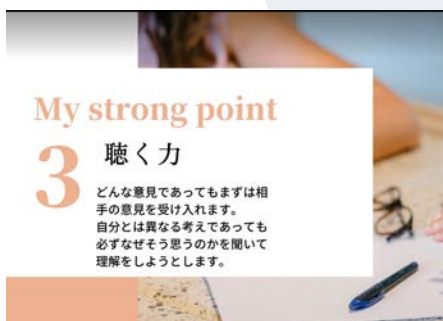 My strong point
3 聴く力
どんな意見であってもまずは相
手の意見を受け入れます。
自分とは異なる考えであっても
必ずなぜそう思うのかを聞いて
理解をしようとします。